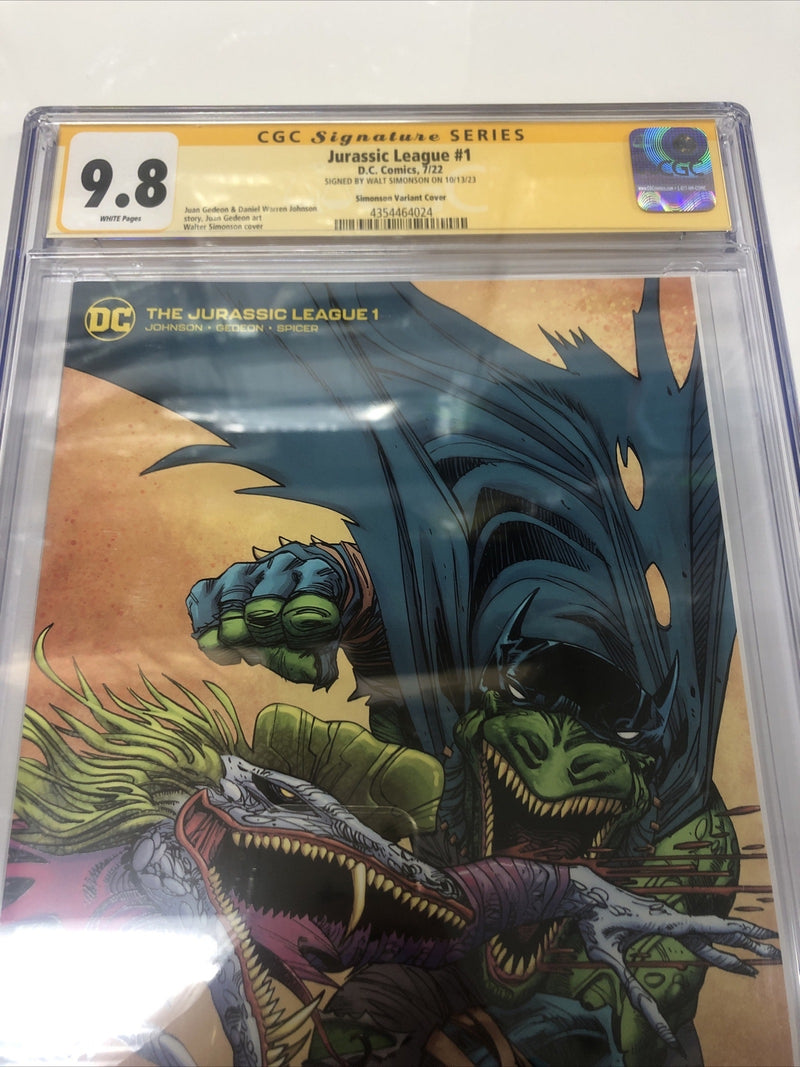 CGC Signature SERIES
9.8
WHITE Pages
Jurassic League #1
D.C. Comics, 7/22
SIGNED BY WALT SIMONSON ON 10/13/23
Simonson Variant Cover
Juan Gedeon & Daniel Warren Johnson
story, Juan Gedeon art
Walter Simonson cover
4354464024
CGC
DC
THE JURASSIC LEAGUE 1
JOHNSON • GEDEON • SPICER